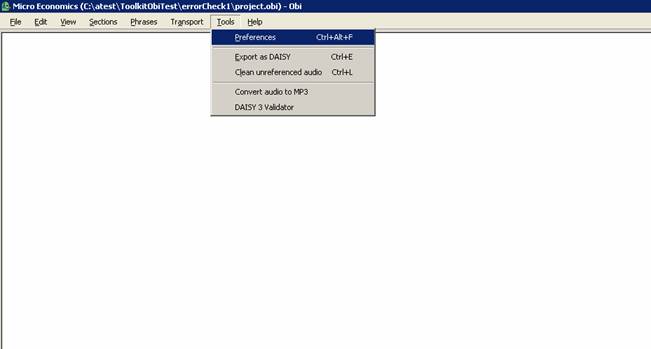 Micro Economics (C:\atest\ToolkitObiTest\errorCheck1\project.obi) - Obi
File Edit View Sections Phrases Transport Tools Help
Preferences Ctrl+Alt+F
Export as DAISY Ctrl+E
Clean unreferenced audio Ctrl+L
Convert audio to MP3
DAISY 3 Validator